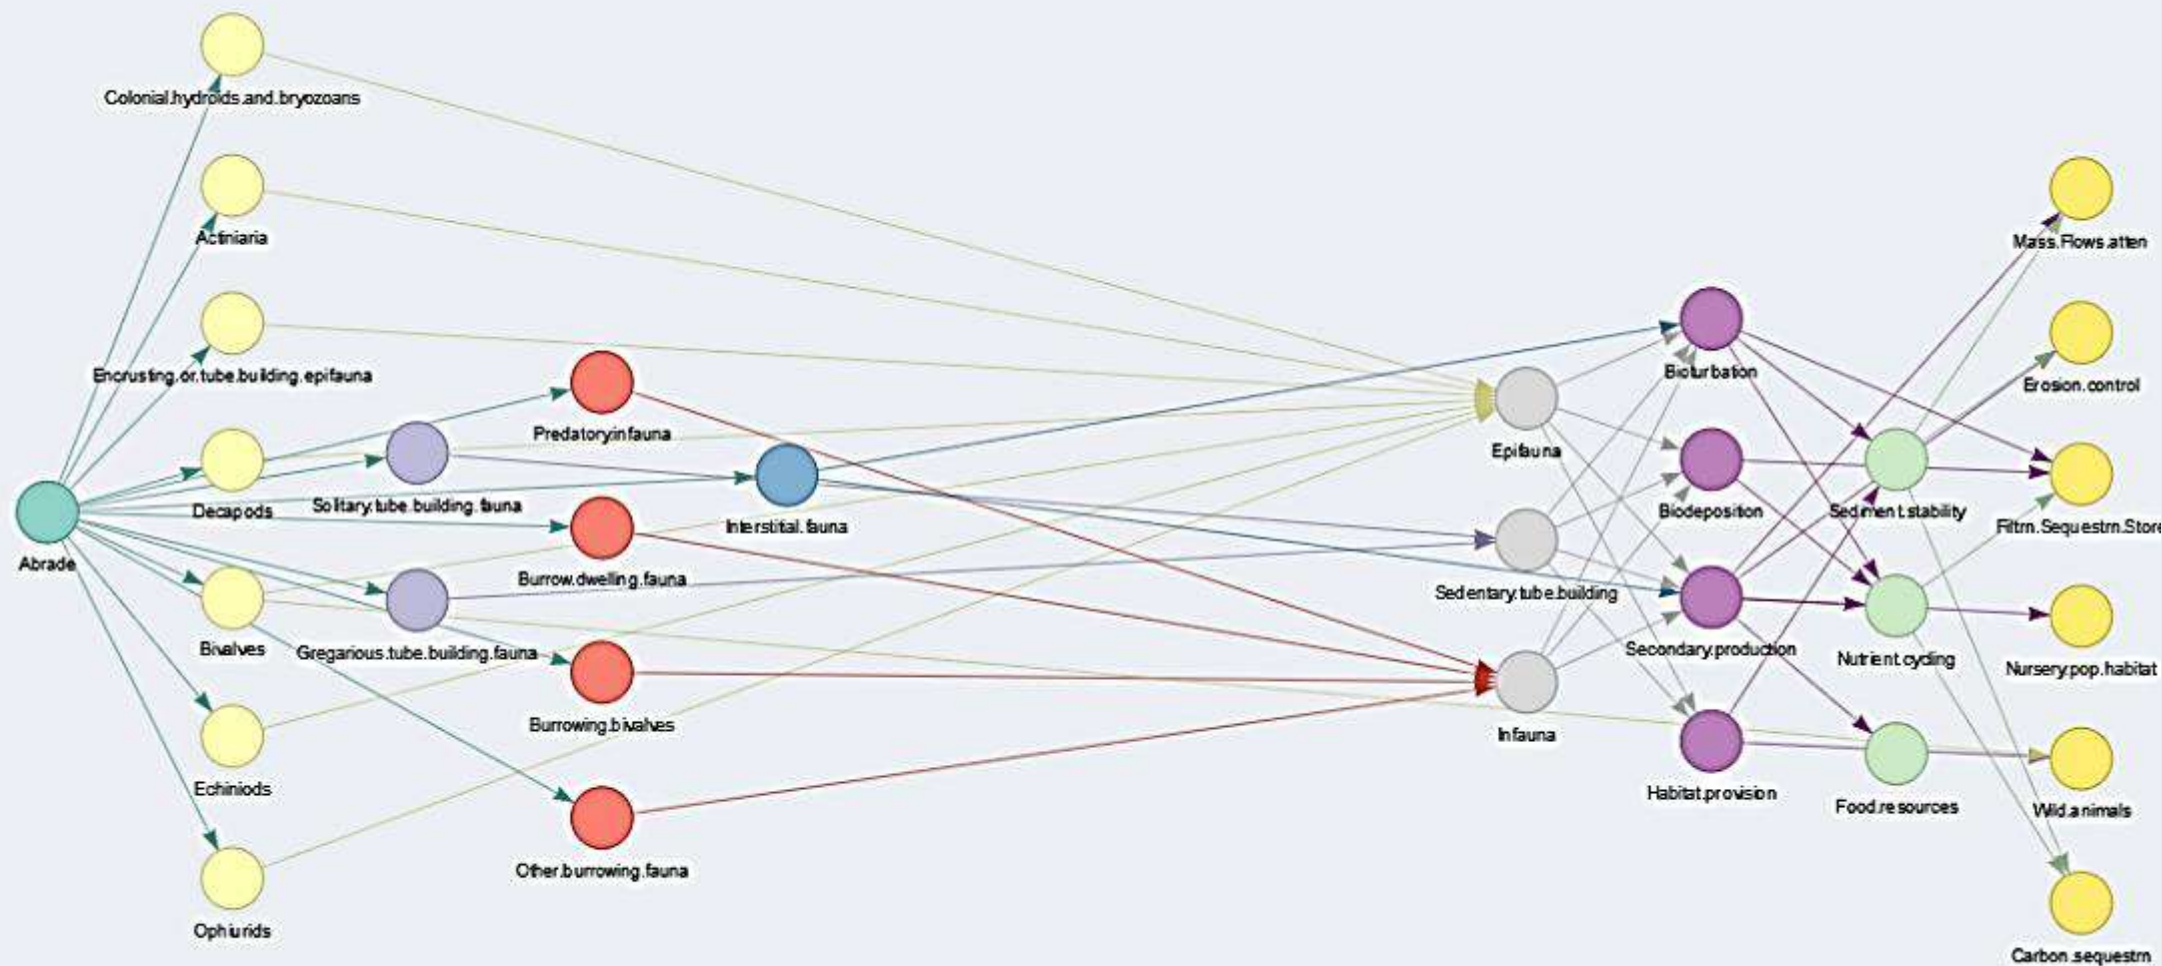 Colonial.hydroids.and.bryozoans
Actiniaria
Encrusting.or.tube.building.epifauna
Decapods
Bivalves
Echiniods
Ophiurids
Abrade
Solitary.tube.building.fauna
Gregarious.tube.building.fauna
Predatory.infauna
Burrow.dwelling.fauna
Burrowing.bivalves
Other.burrowing.fauna
Interstitial.fauna
Epifauna
Sedentary.tube.building
Infauna
Bioturbation
Biodeposition
Secondary.production
Habitat.provision
Sediment.stability
Nutrient.cycling
Food.resources
Mass.Flows.atten
Erosion.control
Filtrn.Sequestrn.Store
Nursery.pop.habitat
Wild.animals
Carbon.sequestrn